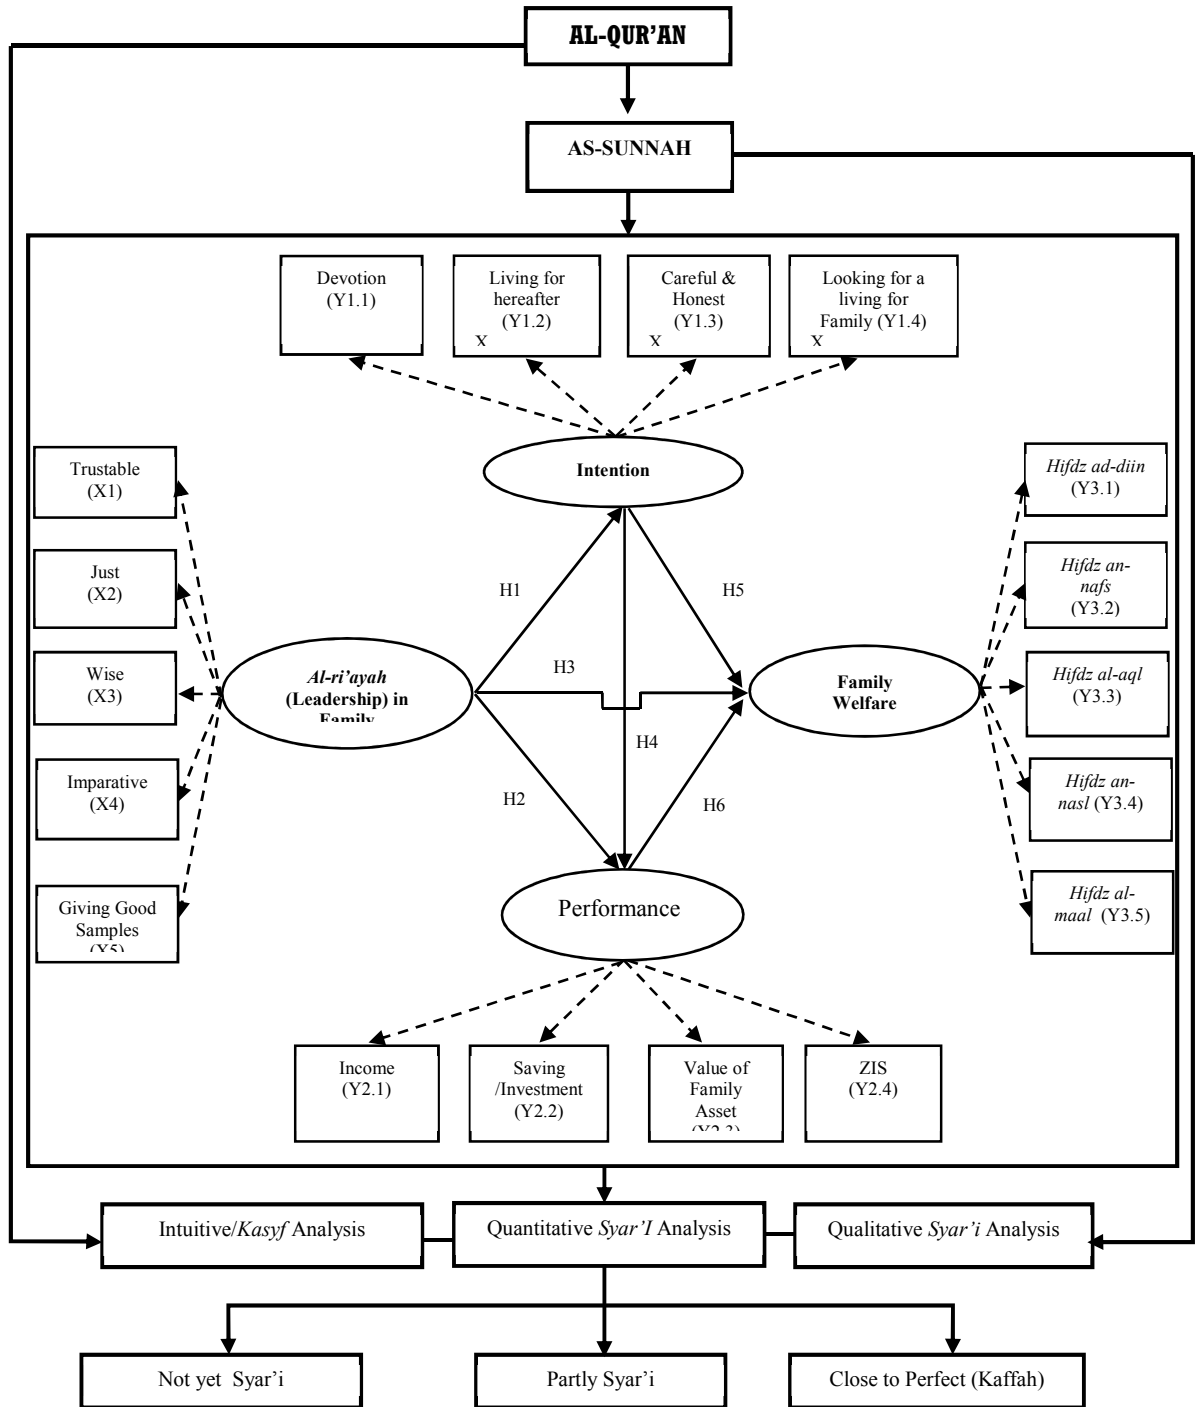 AL-QUR’AN
AS-SUNNAH
Devotion
(Y1.1)
Living for
hereafter
(Y1.2)
X
Careful &
Honest
(Y1.3)
X
Looking for a
living for
Family (Y1.4)
X
Intention
Trustable
(X1)
Just
(X2)
Wise
(X3)
Imparative
(X4)
Giving Good
Samples
(X5)
Al-ri’ayah
(Leadership) in
Family
H1
H5
H3
H4
H2
H6
Family
Welfare
Hifdz ad-diin
(Y3.1)
Hifdz an-
nafs
(Y3.2)
Hifdz al-aql
(Y3.3)
Hifdz an-
nasl (Y3.4)
Hifdz al-
maal (Y3.5)
Performance
Income
(Y2.1)
Saving
/Investment
(Y2.2)
Value of
Family
Asset
(Y2.3)
ZIS
(Y2.4)
Intuitive/Kasyf Analysis
Quantitative Syar’I Analysis
Qualitative Syar’i Analysis
Not yet Syar’i
Partly Syar’i
Close to Perfect (Kaffah)